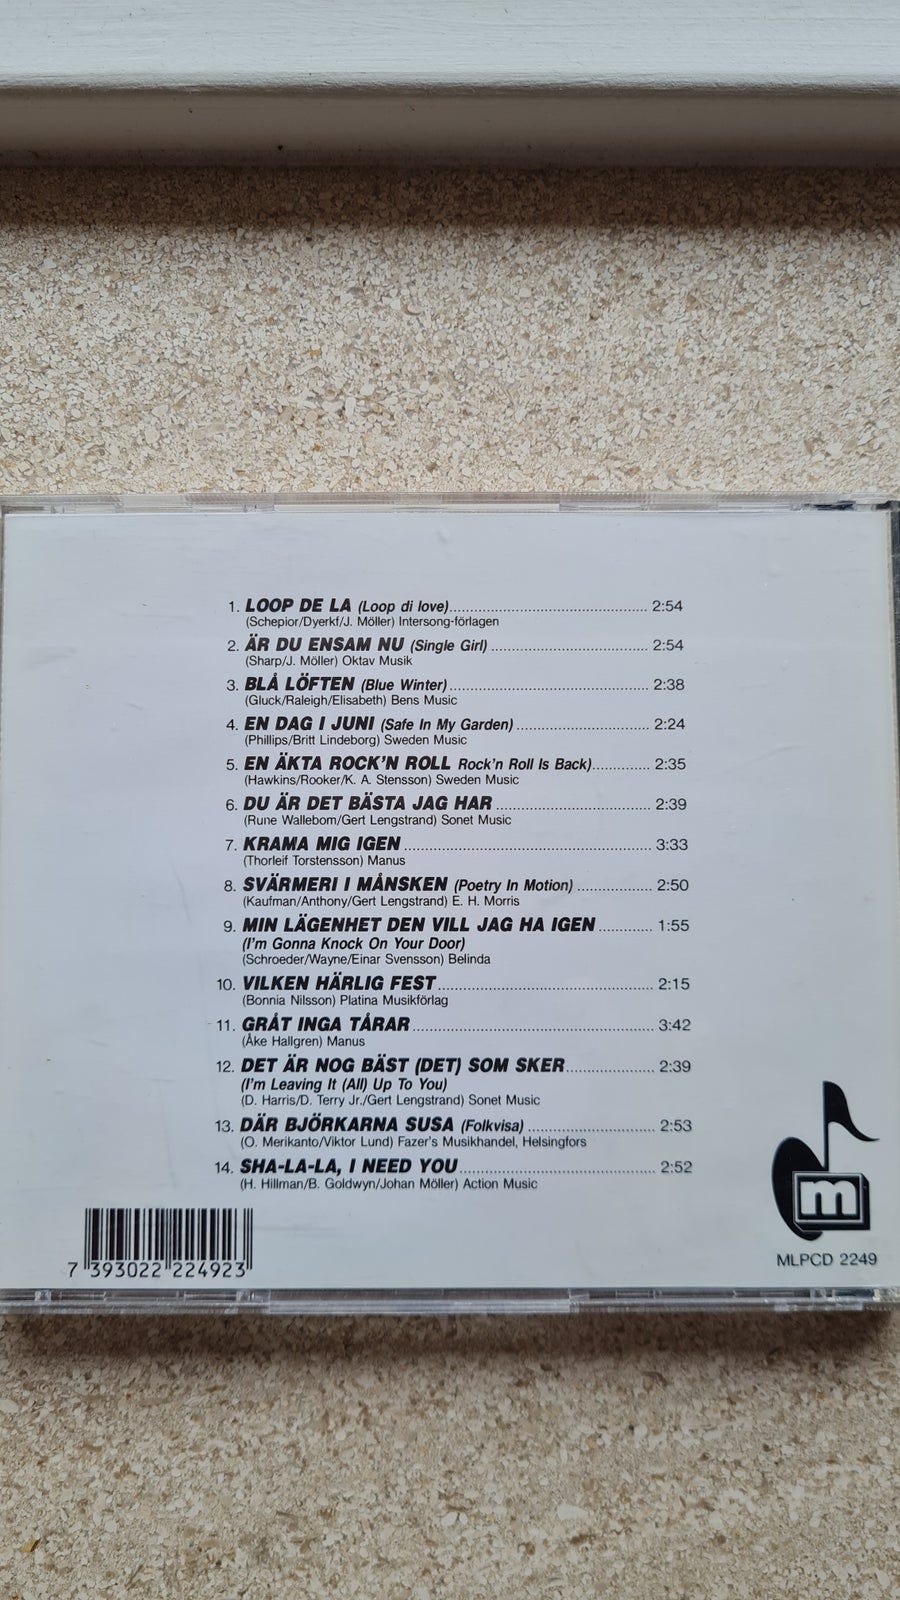 1. LOOP DE LA (Loop di love)........ 2:54
(Schepior/Dyerkf/J. Möller) Intersong-förlagen
2. ÄR DU ENSAM NU (Single Girl) ........ 2:54
(Sharp/J. Möller) Oktav Musik
3. BLÅ LÖFTEN (Blue Winter)........ 2:38
(Gluck/Raleigh/Elisabeth) Bens Music
4. EN DAG I JUNI (Safe In My Garden) ........ 2:24
(Phillips/Britt Lindeborg) Sweden Music
5. EN ÄKTA ROCK'N ROLL Rock'n Roll Is Back)........ 2:35
(Hawkins/Rooker/K. A. Stensson) Sweden Music
6. DU ÄR DET BÄSTA JAG HAR ........ 2:39
(Rune Wallebom/Gert Lengstrand) Sonet Music
7. KRAMA MIG IGEN ........ 3:33
(Thorleif Torstensson) Manus
8. SVÄRMERI I MÅNSKEN (Poetry In Motion) ........ 2:50
(Kaufman/Anthony/Gert Lengstrand) E. H. Morris
9. MIN LÄGENHET DEN VILL JAG HA IGEN ........ 1:55
(I'm Gonna Knock On Your Door)
(Schroeder/Wayne/Einar Svensson) Belinda
10. VILKEN HÄRLIG FEST ........ 2:15
(Bonnia Nilsson) Platina Musikförlag
11. GRÅT INGA TÅRAR ........ 3:42
(Åke Hallgren) Manus
12. DET ÄR NOG BÄST (DET) SOM SKER........ 2:39
(I'm Leaving It (All) Up To You)
(D. Harris/D. Terry Jr./Gert Lengstrand) Sonet Music
13. DÄR BJÖRKARNA SUSA (Folkvisa) ........ 2:53
(O. Merikanto/Viktor Lund) Fazer's Musikhandel, Helsingfors
14. SHA-LA-LA, I NEED YOU........ 2:52
(H. Hillman/B. Goldwyn/Johan Möller) Action Music
m
MLPCD 2249
7 393022 224923